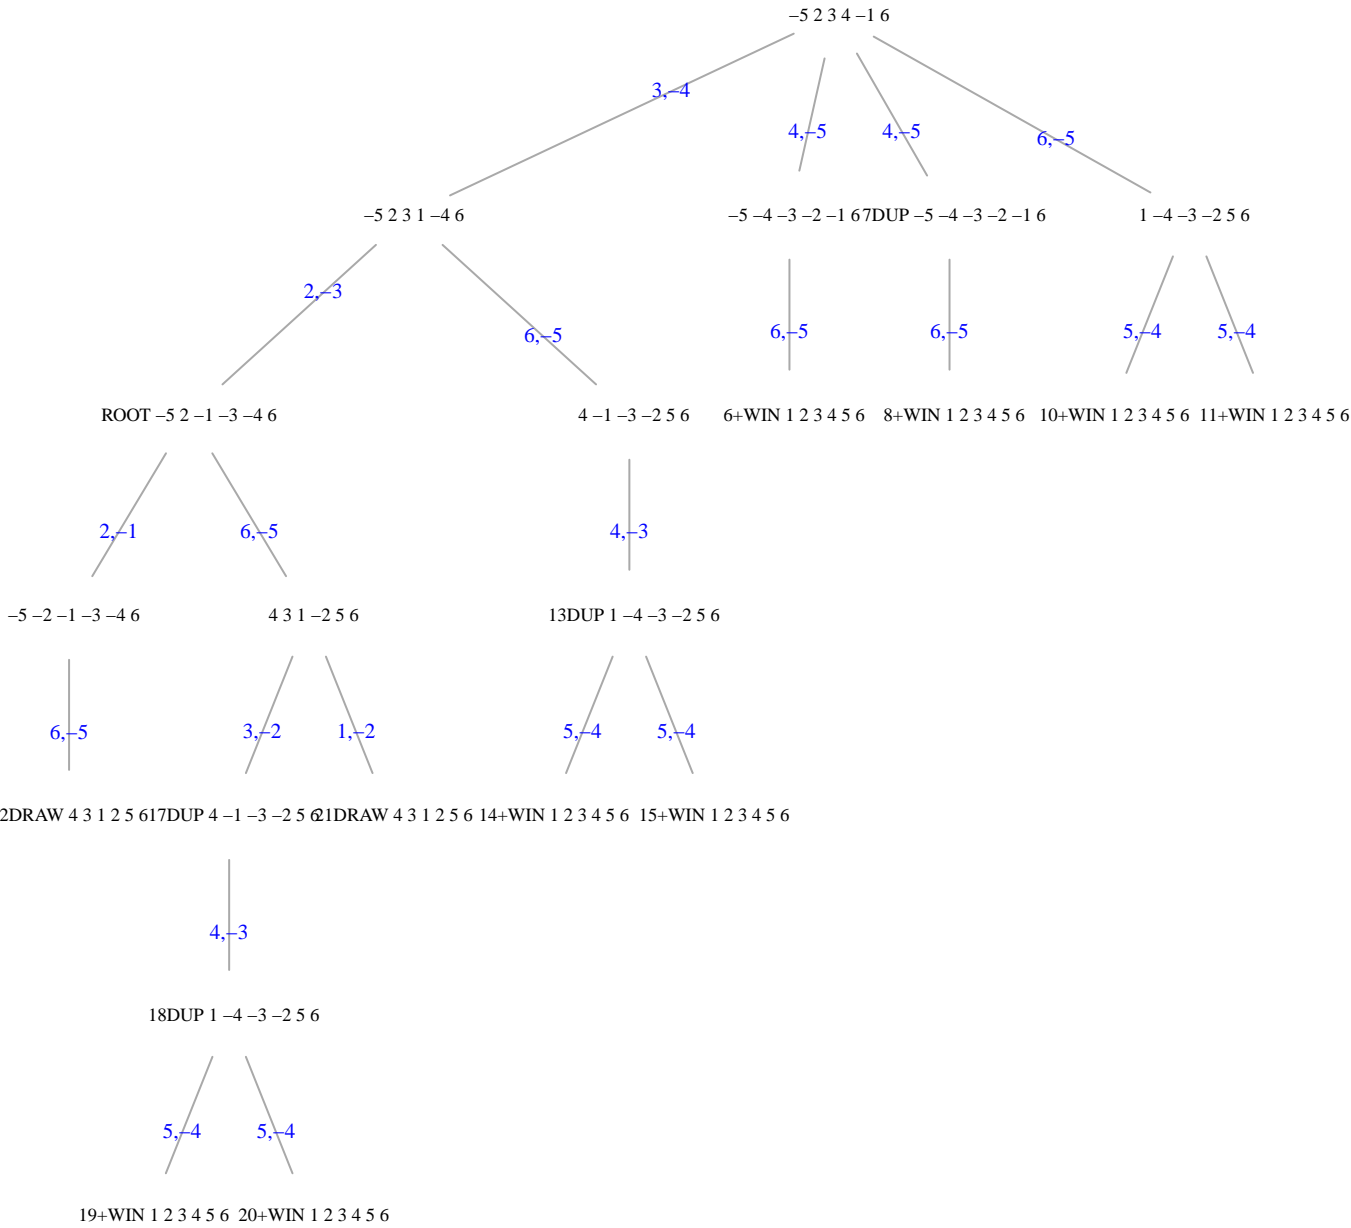 –5 2 3 4 –1 6
3,–4
4,–5 4,–5
6,–5
–5 2 3 1 –4 6 –5 –4 –3 –2 –1 6 7DUP –5 –4 –3 –2 –1 6 1 –4 –3 –2 5 6
2,–3
6,–5 6,–5 6,–5 5,–4 5,–4
ROOT –5 2 –1 –3 –4 6 4 –1 –3 –2 5 6 6+WIN 1 2 3 4 5 6 8+WIN 1 2 3 4 5 6 10+WIN 1 2 3 4 5 6 11+WIN 1 2 3 4 5 6
2,–1 6,–5 4,–3
–5 –2 –1 –3 –4 6 4 3 1 –2 5 6 13DUP 1 –4 –3 –2 5 6
6,–5 3,–2 1,–2 5,–4 5,–4
2DRAW 4 3 1 2 5 6 17DUP 4 –1 –3 –2 5 6 21DRAW 4 3 1 2 5 6 14+WIN 1 2 3 4 5 6 15+WIN 1 2 3 4 5 6
4,–3
18DUP 1 –4 –3 –2 5 6
5,–4 5,–4
19+WIN 1 2 3 4 5 6 20+WIN 1 2 3 4 5 6